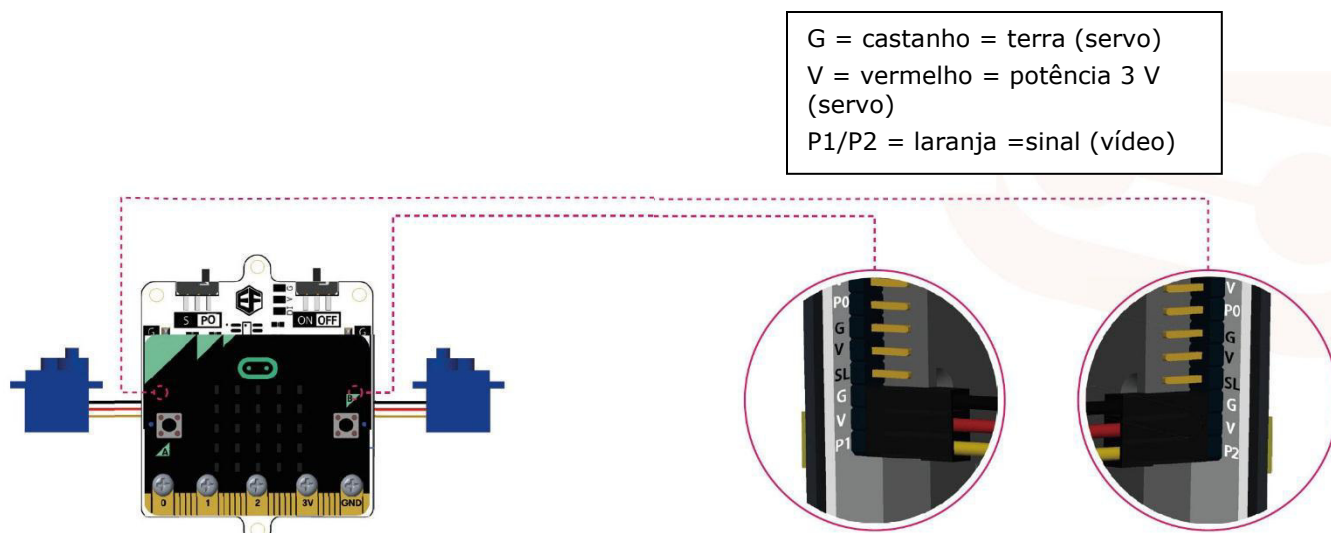 G = castanho = terra (servo)
V = vermelho = potência 3 V
(servo)
P1/P2 = laranja =sinal (vídeo)
S P0
ON OFF
G
V
DI
G
G
B
A
0 1 2 3V GND
P0
G
V
SL
G
V
P1
V
P0
G
V
SL
G
V
P2